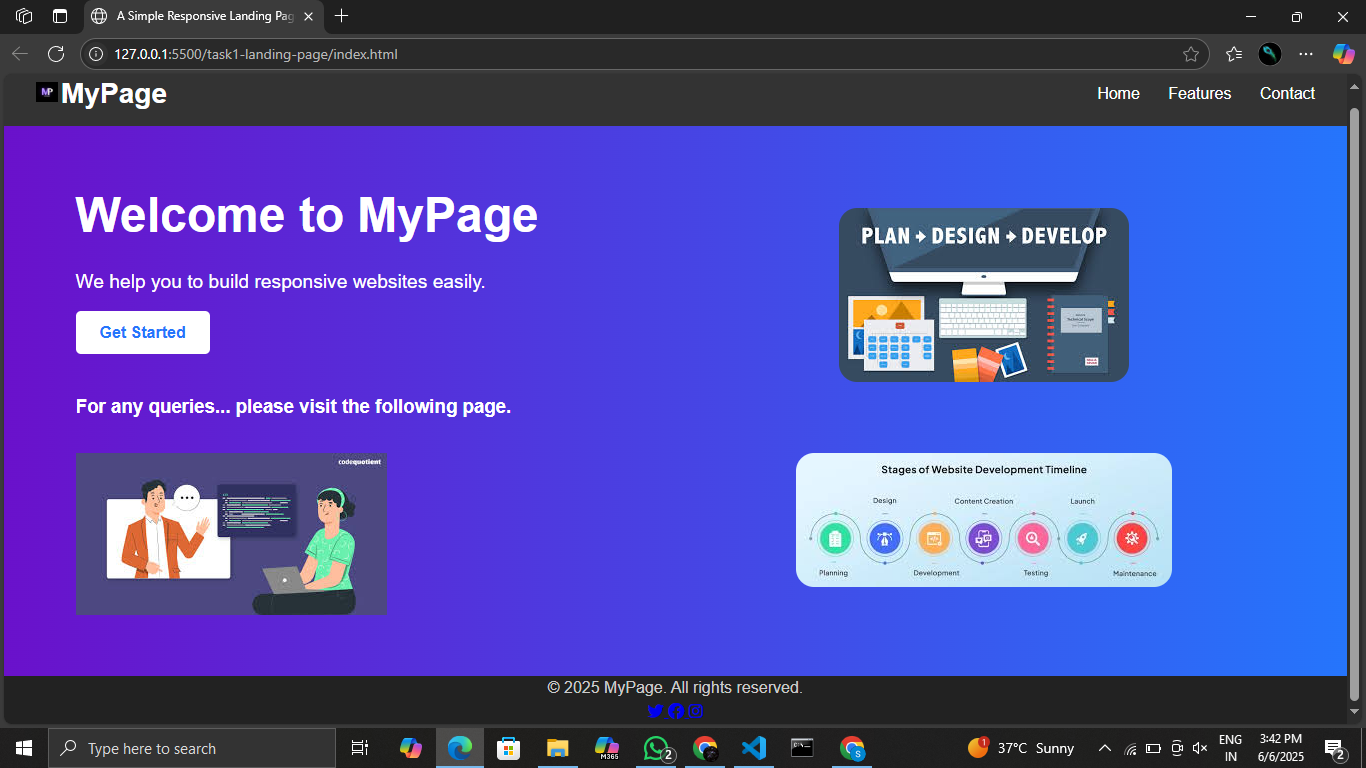 A Simple Responsive Landing Pag
127.0.0.1:5500/task1-landing-page/index.html
MP MyPage
Home Features Contact
Welcome to MyPage
We help you to build responsive websites easily.
Get Started
For any queries... please visit the following page.
PLAN → DESIGN → DEVELOP
codequotient
Stages of Website Development Timeline
Design Content Creation Launch
Planning Development Testing Maintenance
© 2025 MyPage. All rights reserved.
Type here to search
M365
2
S
1
37°C Sunny
ENG
IN
3:42 PM
6/6/2025
2